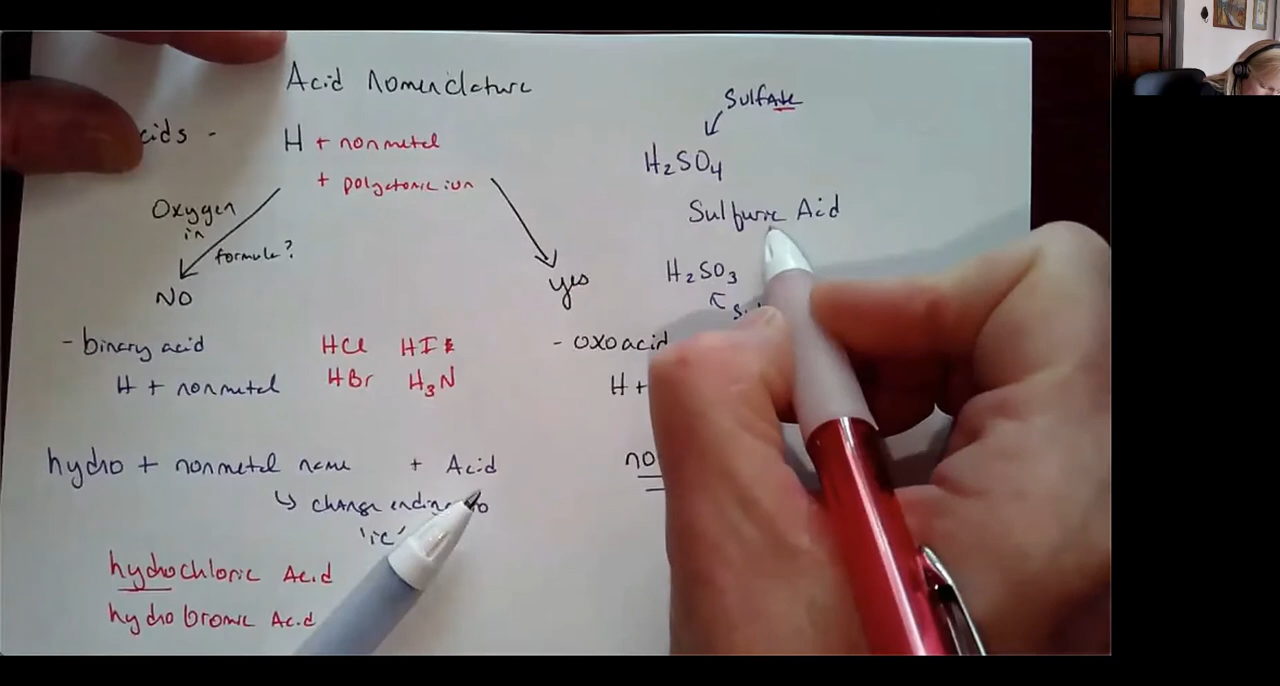 Acid nomenclature
cids - H + nonmetal
+ polyatomic ion
Oxygen
in
formula?
NO
yes
- binary acid
H + nonmetal
HCl HI
HBr H3N
hydro + nonmetal name + Acid
↳ change ending to
'ic'
hydrochloric Acid
hydrobromic Acid
Sulfate
H2SO4
Sulfuric Acid
H2SO3
- oxoacid
H +
no